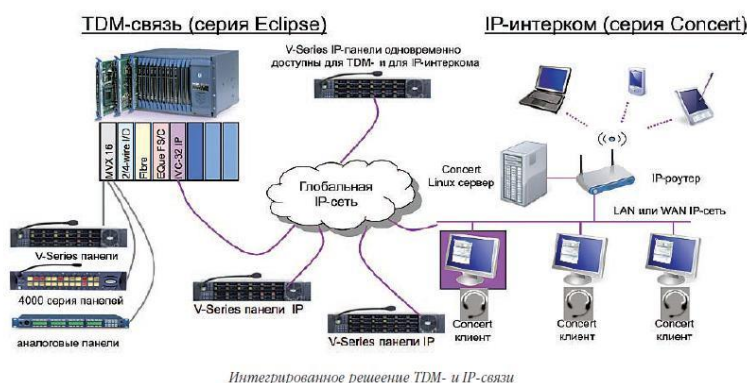 TDM-связь (серия Eclipse)
IP-интерком (серия Concert)
V-Series IP-панели одновременно
доступны для TDM- и для IP-интеркома
MVX 16
2/4-wire I/O
Fibre
EQue FS/C
IVC-32 IP
Глобальная
IP-сеть
Concert
Linux сервер
IP-роутер
LAN или WAN IP-сеть
V-Series панели
4000 серия панелей
аналоговые панели
V-Series панели IP
V-Series панели IP
Concert
клиент
Concert
клиент
Concert
клиент
Интегрированное решеение TDM- и IP-связи